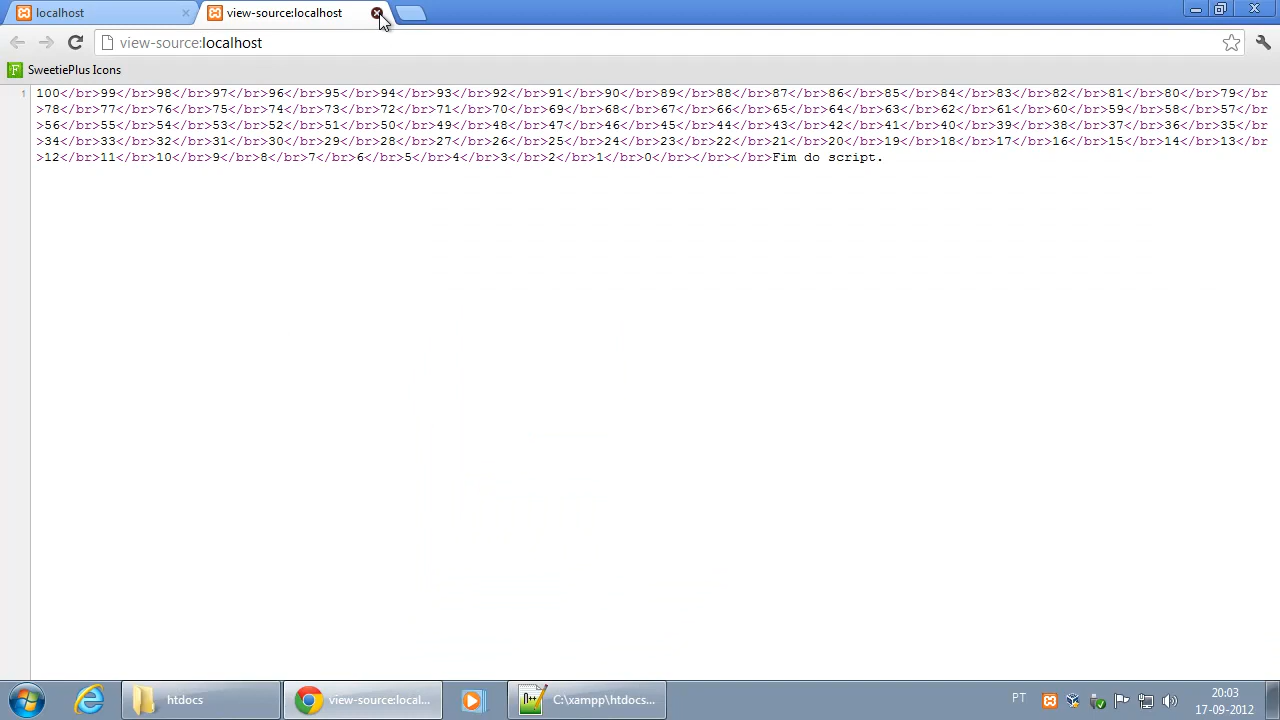 localhost
view-source:localhost
view-source:localhost
SweetiePlus Icons
1
100</br>99</br>98</br>97</br>96</br>95</br>94</br>93</br>92</br>91</br>90</br>89</br>88</br>87</br>86</br>85</br>84</br>83</br>82</br>81</br>80</br>79</br
>78</br>77</br>76</br>75</br>74</br>73</br>72</br>71</br>70</br>69</br>68</br>67</br>66</br>65</br>64</br>63</br>62</br>61</br>60</br>59</br>58</br>57</br
>56</br>55</br>54</br>53</br>52</br>51</br>50</br>49</br>48</br>47</br>46</br>45</br>44</br>43</br>42</br>41</br>40</br>39</br>38</br>37</br>36</br>35</br
>34</br>33</br>32</br>31</br>30</br>29</br>28</br>27</br>26</br>25</br>24</br>23</br>22</br>21</br>20</br>19</br>18</br>17</br>16</br>15</br>14</br>13</br
>12</br>11</br>10</br>9</br>8</br>7</br>6</br>5</br>4</br>3</br>2</br>1</br>0</br></br></br>Fim do script.
htdocs
view-source:local...
C:\xampp\htdocs...
PT
20:03
17-09-2012